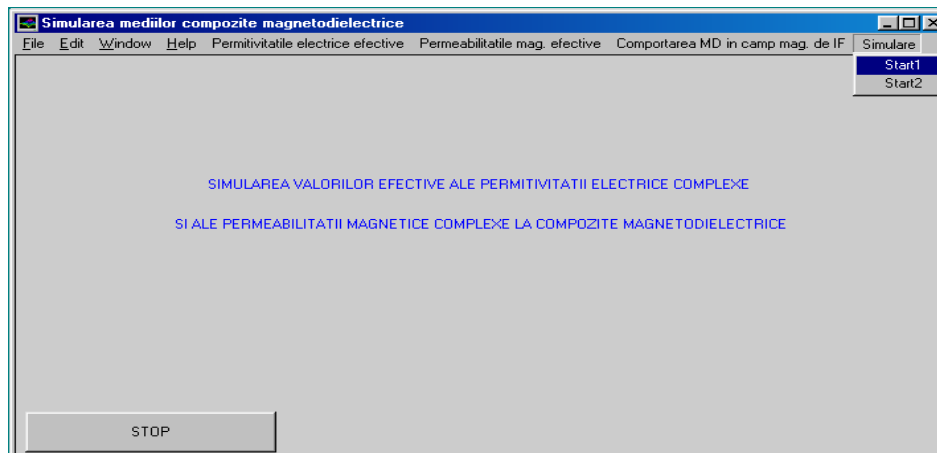 Simularea mediilor compozite magnetodielectrice
File Edit Window Help Permitivitatile electrice efective Permeabilitatile mag. efective Comportarea MD in camp mag. de IF Simulare
Start1
Start2
SIMULAREA VALORILOR EFECTIVE ALE PERMITIVITATII ELECTRICE COMPLEXE
SI ALE PERMEABILITATII MAGNETICE COMPLEXE LA COMPOZITE MAGNETODIELECTRICE
STOP